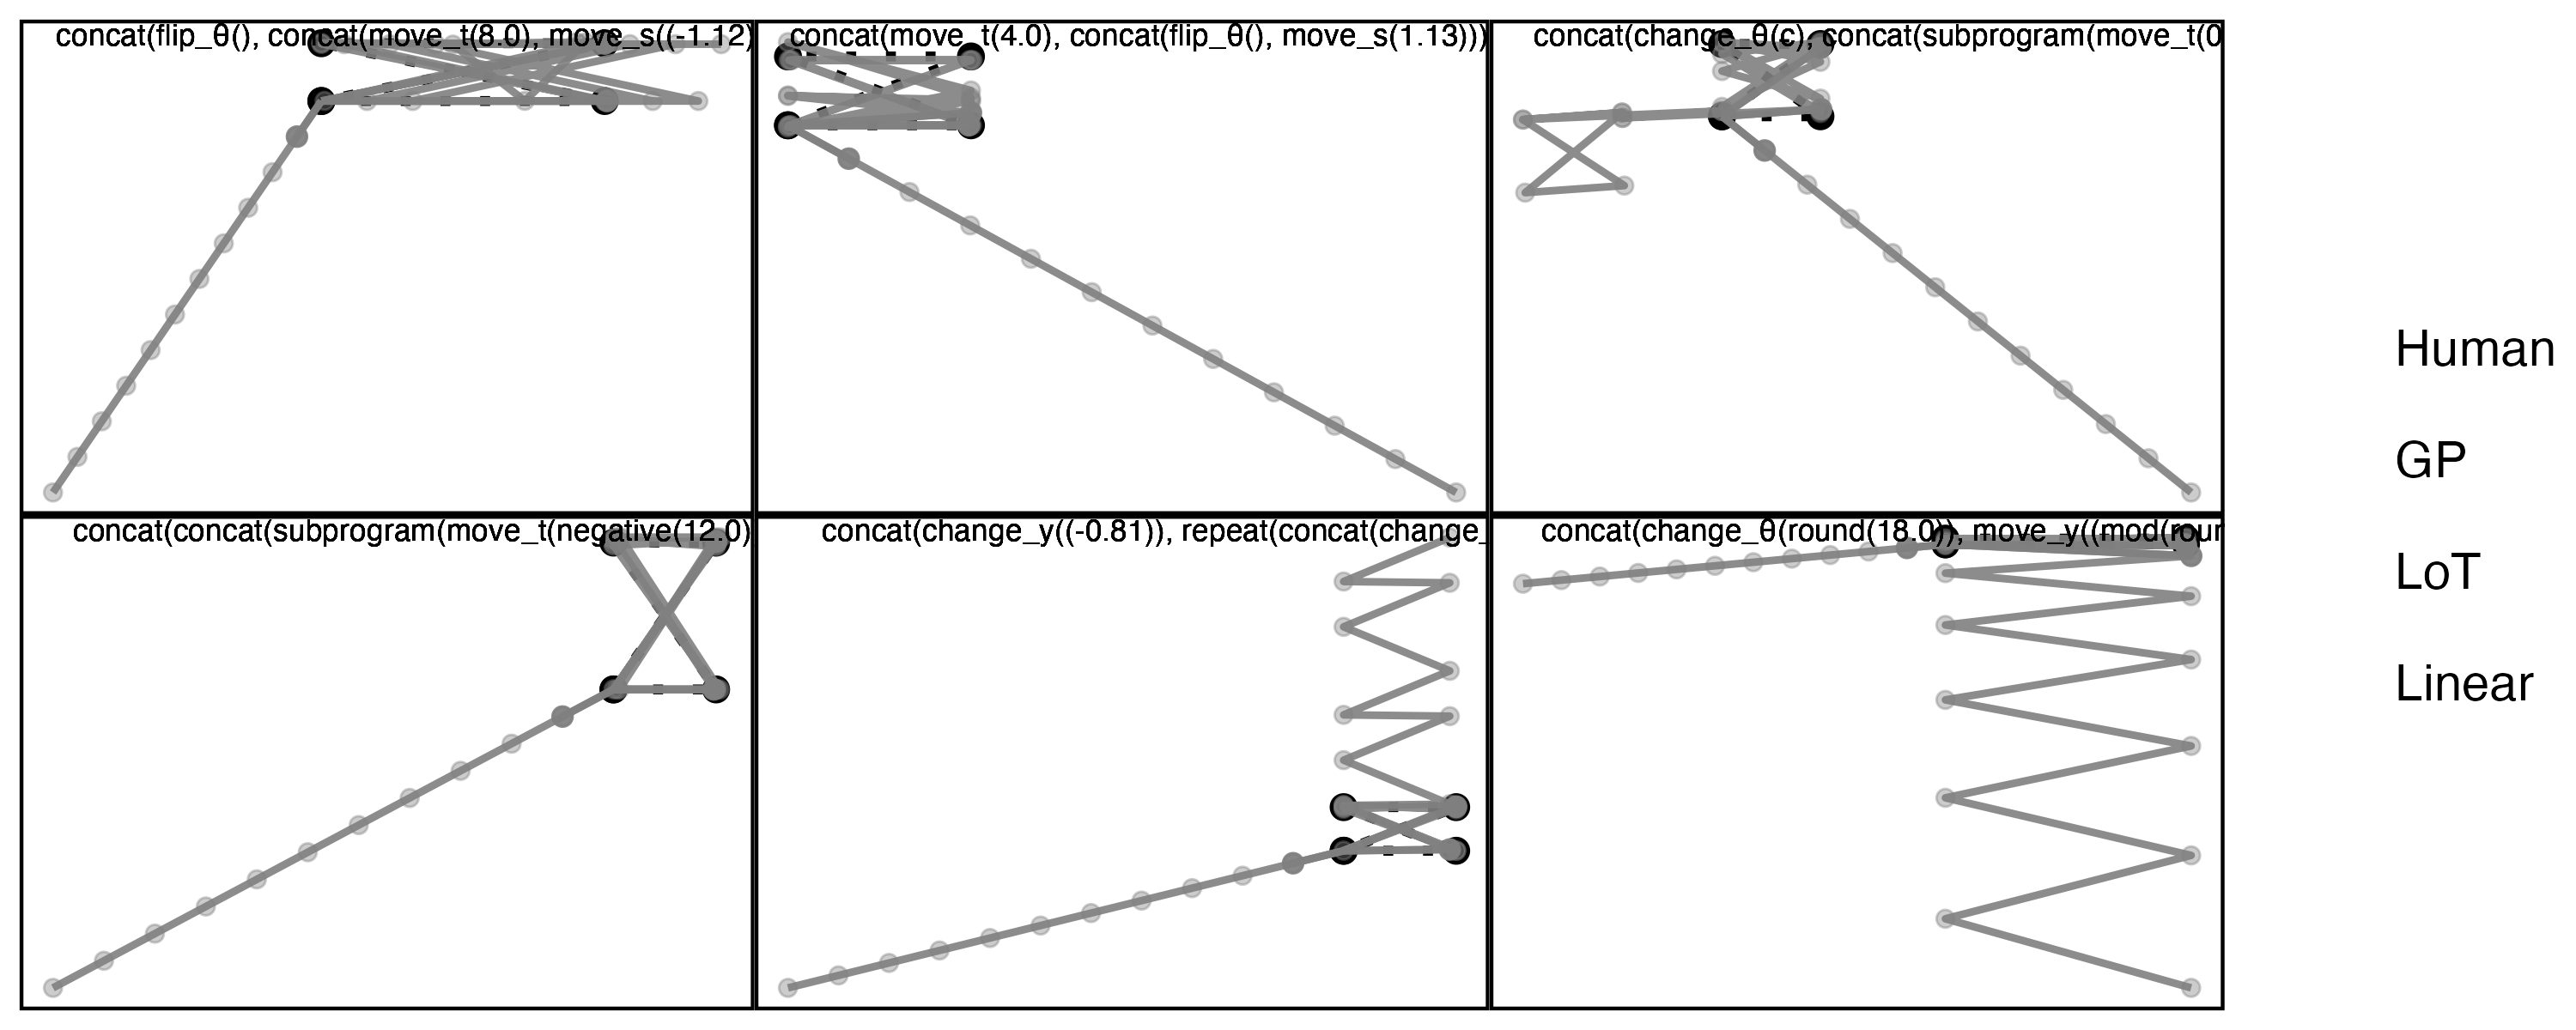 concat(flip_θ(), concat(move_t(8.0), move_s((-1.12)
concat(move_t(4.0), concat(flip_θ(), move_s(1.13)))
concat(change_θ(c), concat(subprogram(move_t(0
concat(concat(subprogram(move_t(negative(12.0)
concat(change_y((-0.81)), repeat(concat(change_
concat(change_θ(round(18.0)), move_y((mod(roun
Human
GP
LoT
Linear